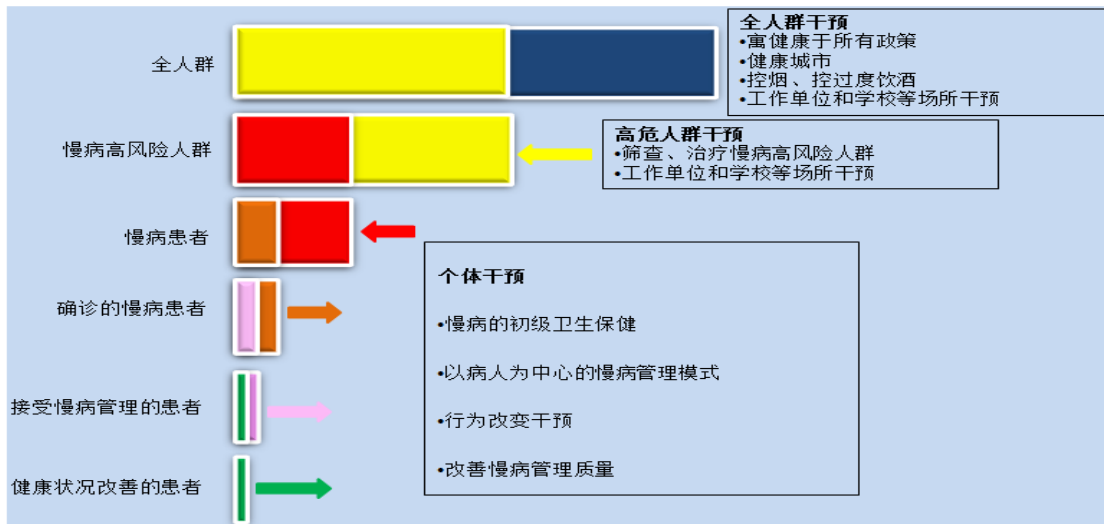 全人群
慢病高风险人群
慢病患者
确诊的慢病患者
接受慢病管理的患者
健康状况改善的患者
全人群干预
•寓健康于所有政策
•健康城市
•控烟、控过度饮酒
•工作单位和学校等场所干预
高危人群干预
•筛查、治疗慢病高风险人群
•工作单位和学校等场所干预
个体干预
•慢病的初级卫生保健
•以病人为中心的慢病管理模式
•行为改变干预
•改善慢病管理质量